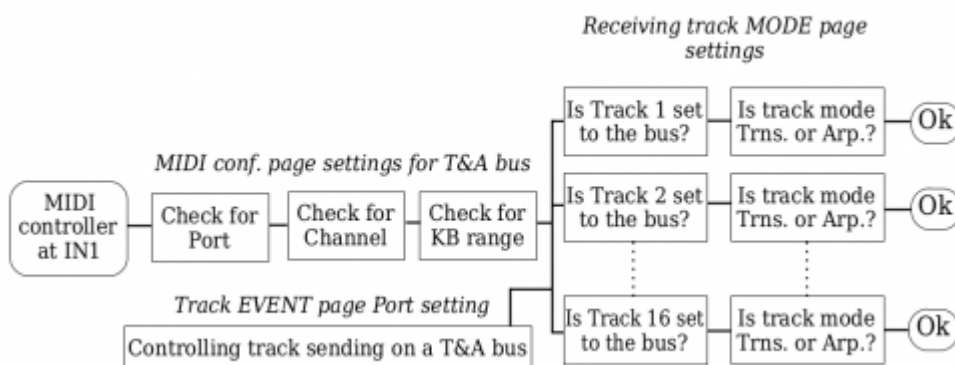 Receiving track MODE page
settings
Is Track 1 set
to the bus?
Is track mode
Trns. or Arp.?
Ok
MIDI conf. page settings for T&A bus
MIDI
controller
at IN1
Check for
Port
Check for
Channel
Check for
KB range
Is Track 2 set
to the bus?
Is track mode
Trns. or Arp.?
Ok
Track EVENT page Port setting
Controlling track sending on a T&A bus
Is Track 16 set
to the bus?
Is track mode
Trns. or Arp.?
Ok